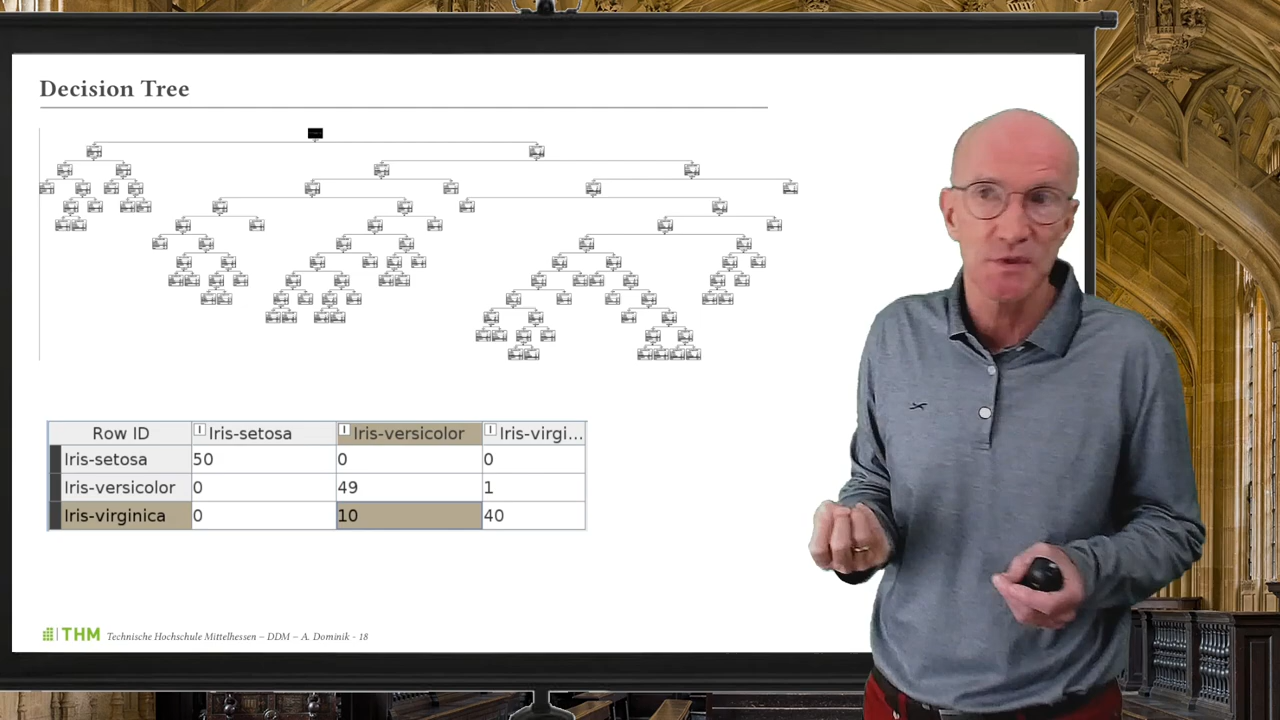 Decision Tree
Row ID I Iris-setosa I Iris-versicolor I Iris-virgi...
Iris-setosa 50 0 0
Iris-versicolor 0 49 1
Iris-virginica 0 10 40
THM Technische Hochschule Mittelhessen – DDM – A. Dominik - 18